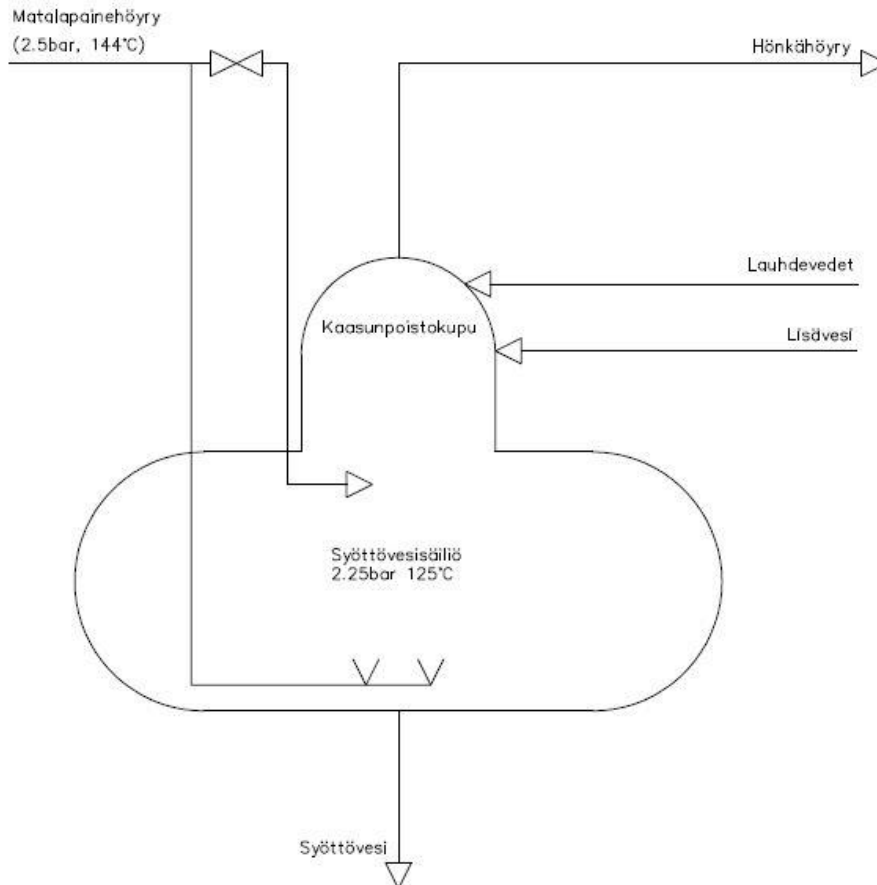 Matalapainehöyry
(2.5bar, 144°C)
Hönkähöyry
Lauhdevedet
Kaasunpoistokupu
Lisävesi
Syöttövesisäiliö
2.25bar 125°C
Syöttövesi